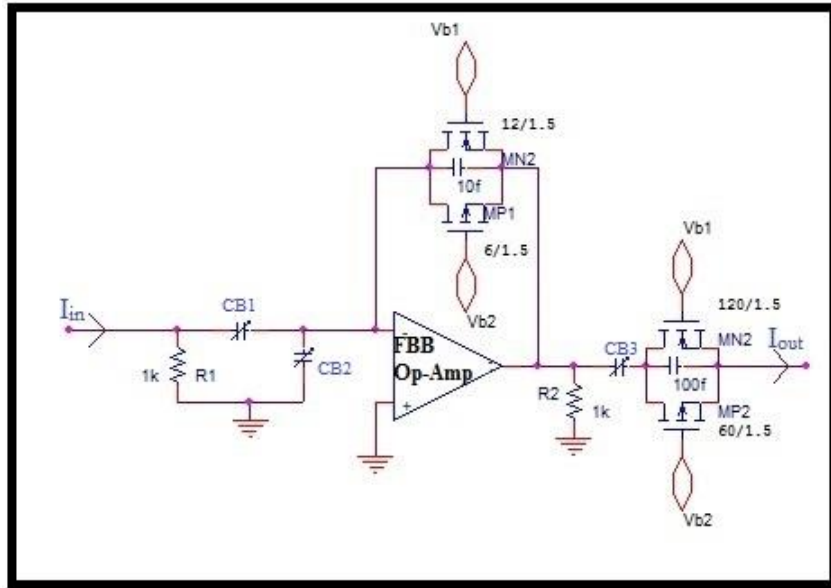 Vb1
12/1.5
MN2
10f
MP1
6/1.5
Vb2
Vb1
120/1.5
MN2
100f
MP2
60/1.5
Vb2
Iin
CB1
1k
R1
CB2
-
FBB
Op-Amp
+
-
R2
1k
CB3
Iout